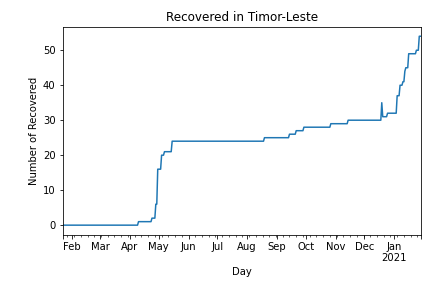 Recovered in Timor-Leste
Number of Recovered
50
40
30
20
10
0
Feb Mar Apr May Jun Jul Aug Sep Oct Nov Dec Jan
2021
Day